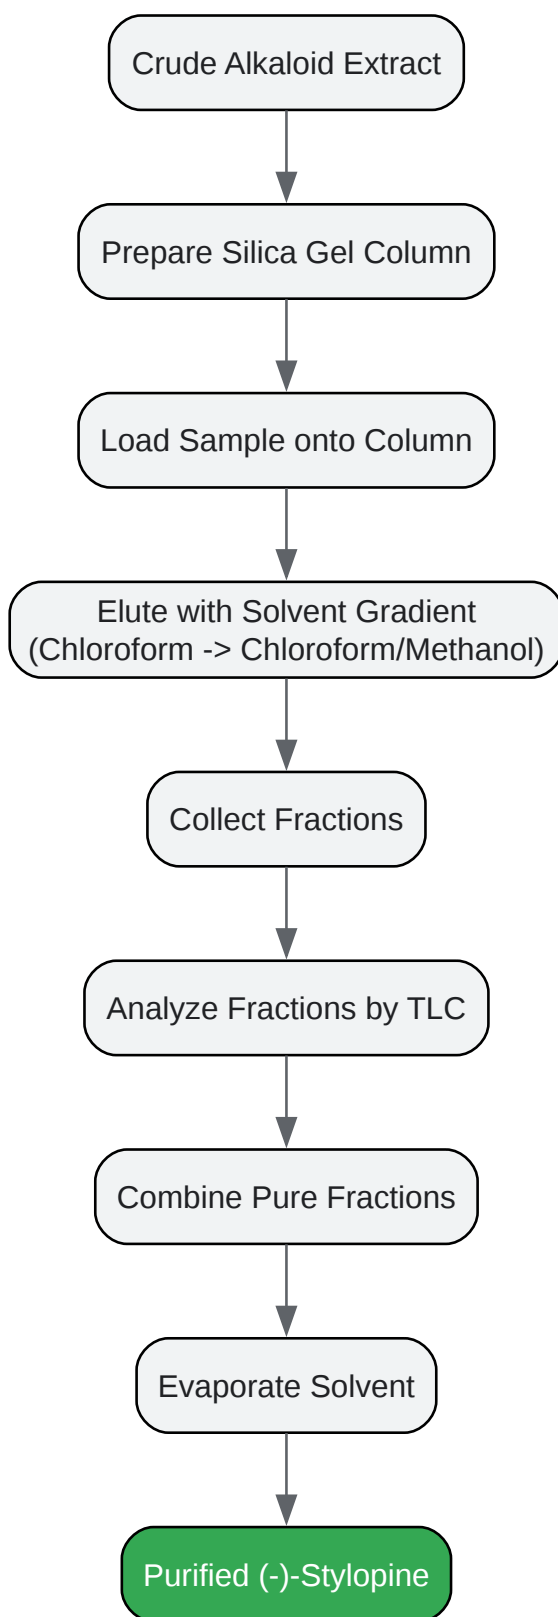 Crude Alkaloid Extract
Prepare Silica Gel Column
Load Sample onto Column
Elute with Solvent Gradient
(Chloroform -> Chloroform/Methanol)
Collect Fractions
Analyze Fractions by TLC
Combine Pure Fractions
Evaporate Solvent
Purified (-)-Stylopine